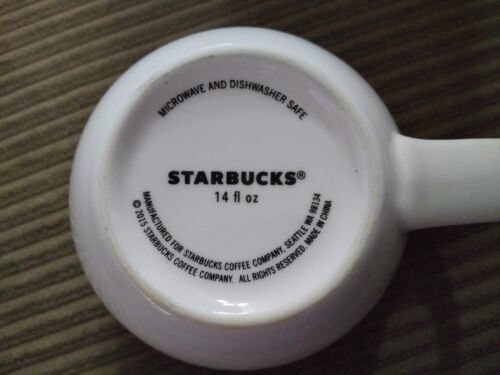 MICROWAVE AND DISHWASHER SAFE
STARBUCKS®
14 fl oz
MANUFACTURED FOR STARBUCKS COFFEE COMPANY, SEATTLE WA 98134
© 2015 STARBUCKS COFFEE COMPANY. ALL RIGHTS RESERVED. MADE IN CHINA